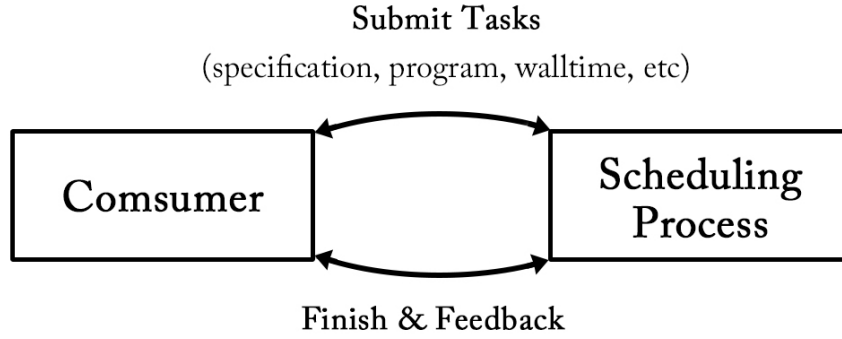 Submit Tasks
(specification, program, walltime, etc)
Comsumer
Scheduling
Process
Finish & Feedback